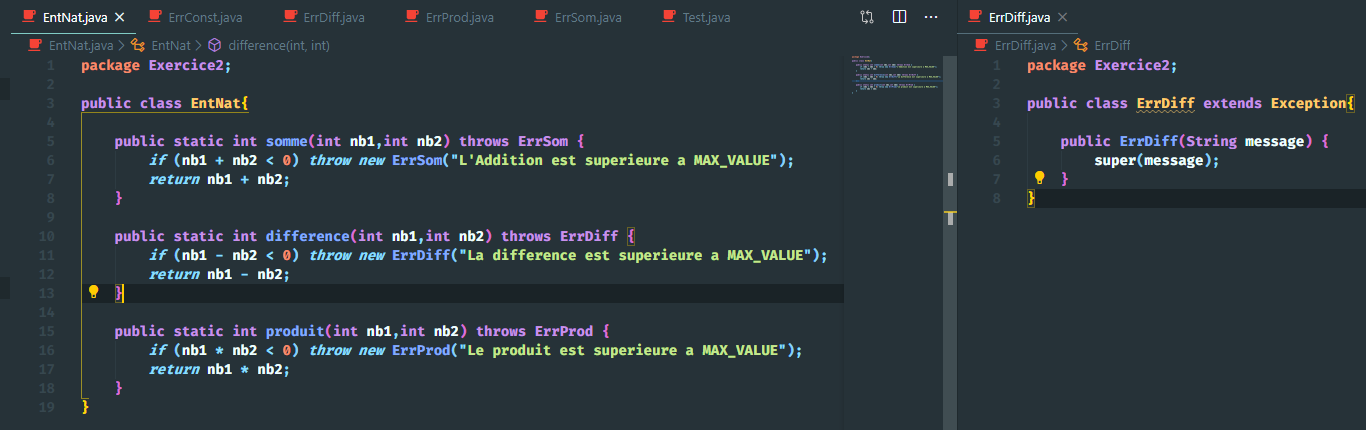 EntNat.java ErrConst.java ErrDiff.java ErrProd.java ErrSom.java Test.java
EntNat.java > EntNat > difference(int, int)
1 package Exercice2;
2
3 public class EntNat{
4
5 public static int somme(int nb1,int nb2) throws ErrSom {
6 if (nb1 + nb2 < 0) throw new ErrSom("L'Addition est superieure a MAX_VALUE");
7 return nb1 + nb2;
8 }
9
10 public static int difference(int nb1,int nb2) throws ErrDiff {
11 if (nb1 - nb2 < 0) throw new ErrDiff("La difference est superieure a MAX_VALUE");
12 return nb1 - nb2;
13 }
14
15 public static int produit(int nb1,int nb2) throws ErrProd {
16 if (nb1 * nb2 < 0) throw new ErrProd("Le produit est superieure a MAX_VALUE");
17 return nb1 * nb2;
18 }
19 }
ErrDiff.java
ErrDiff.java > ErrDiff
1 package Exercice2;
2
3 public class ErrDiff extends Exception{
4
5 public ErrDiff(String message) {
6 super(message);
7 }
8 }